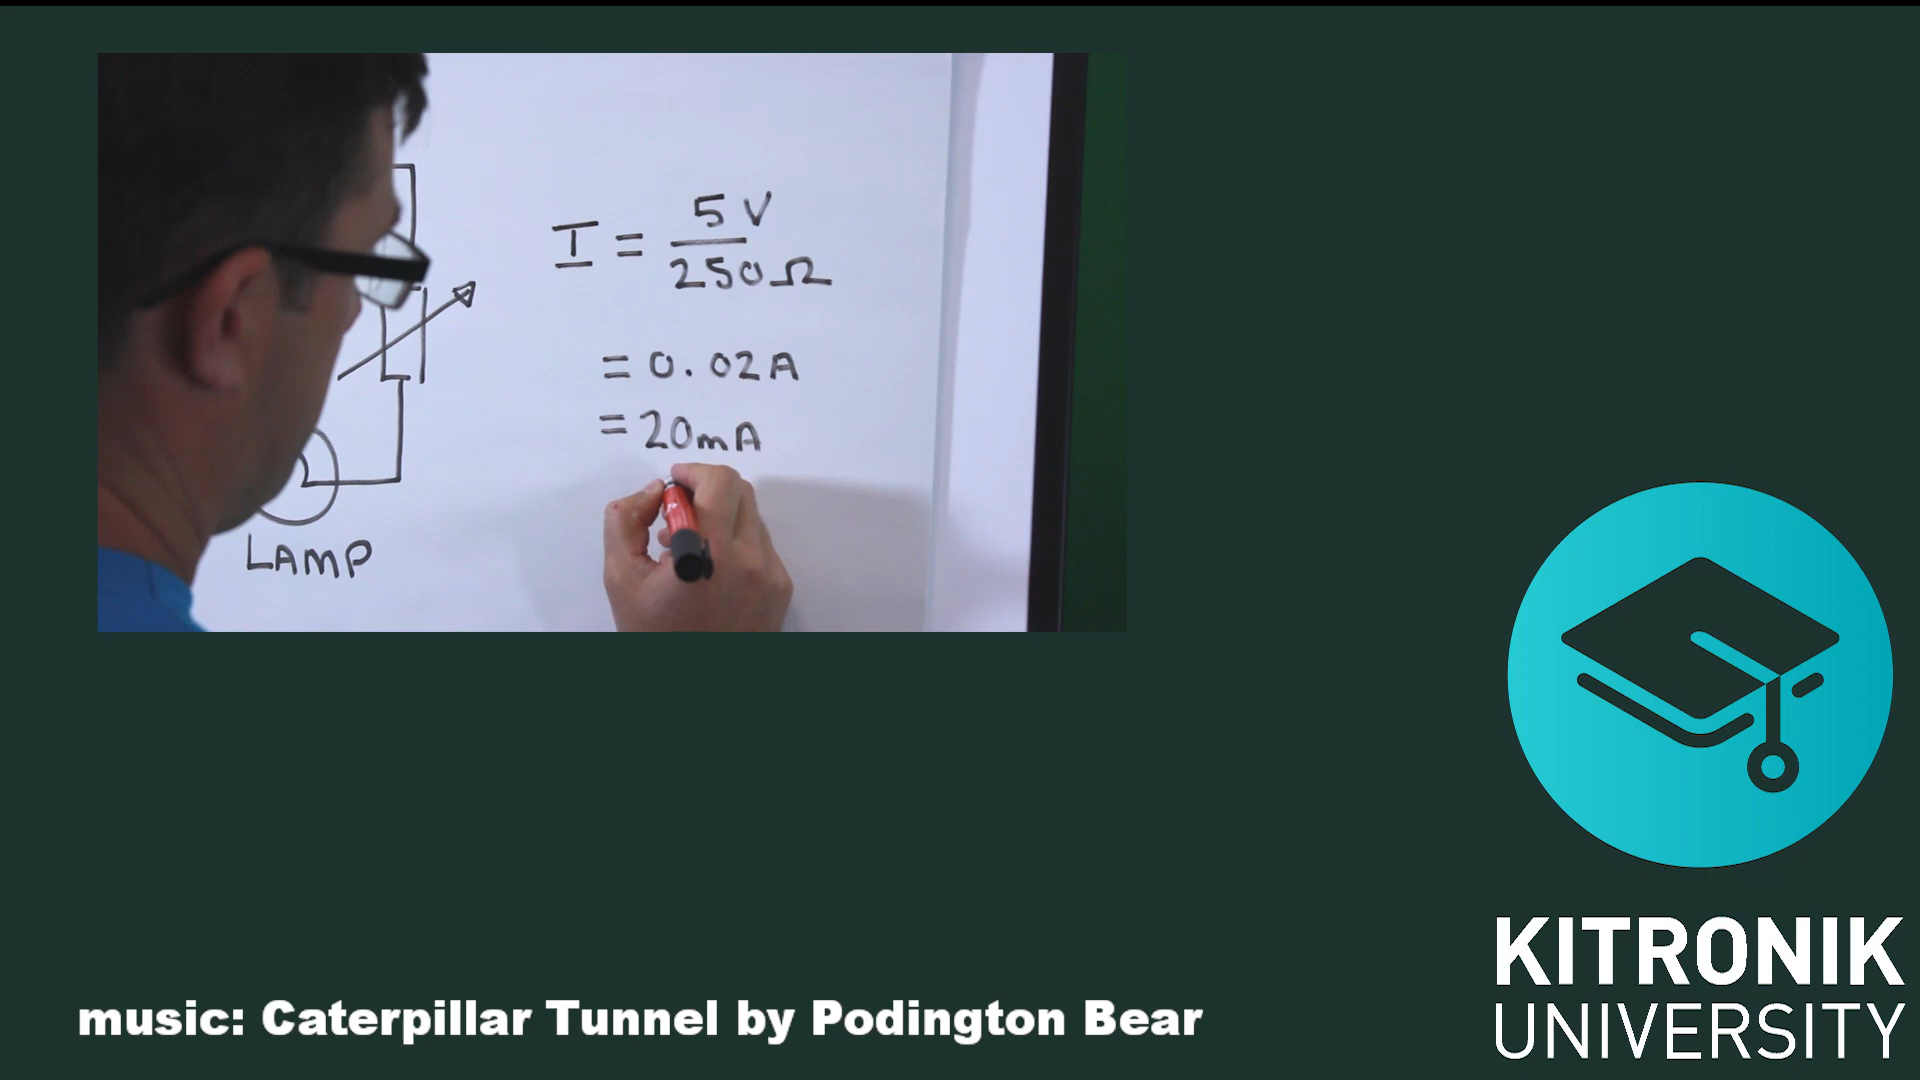 I = 5V
250Ω
= 0.02A
= 20mA
LAMP
KITRONIK
UNIVERSITY
music: Caterpillar Tunnel by Podington Bear